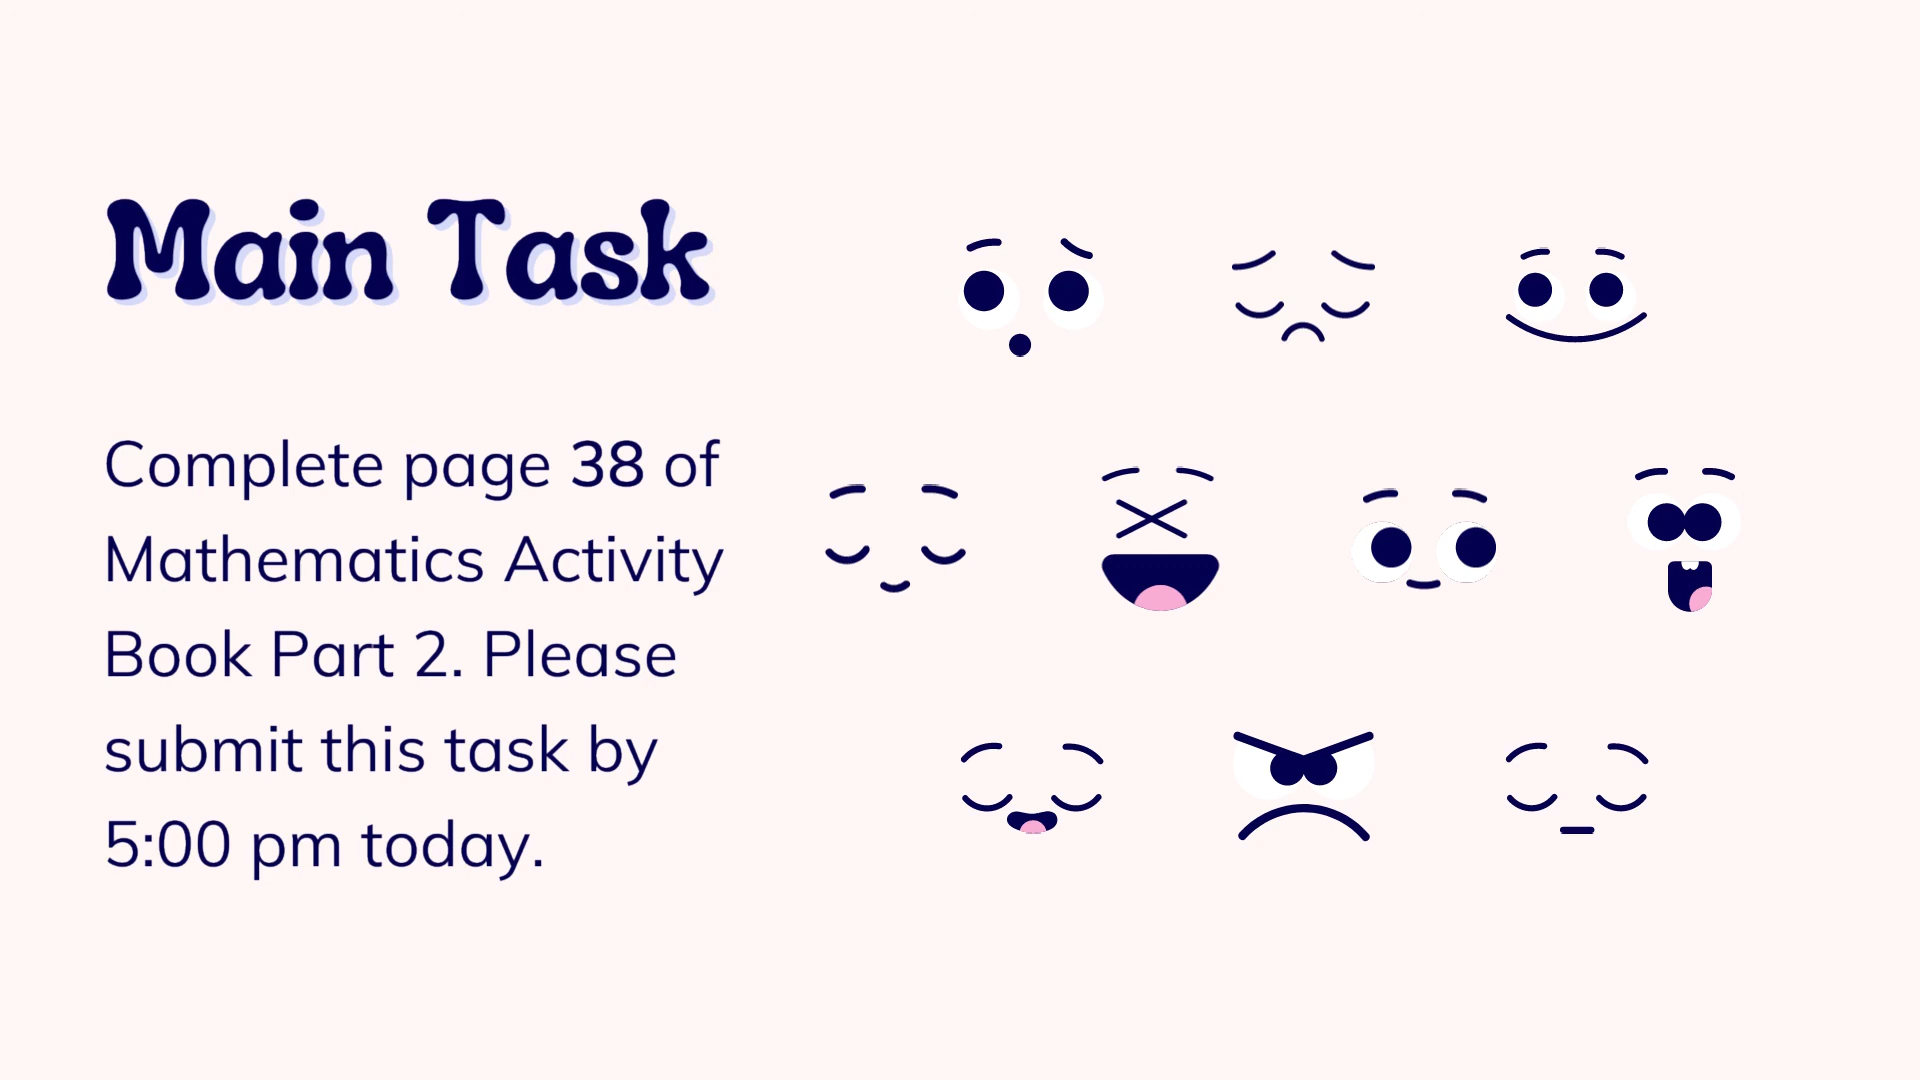 Main Task
Complete page 38 of
Mathematics Activity
Book Part 2. Please
submit this task by
5:00 pm today.